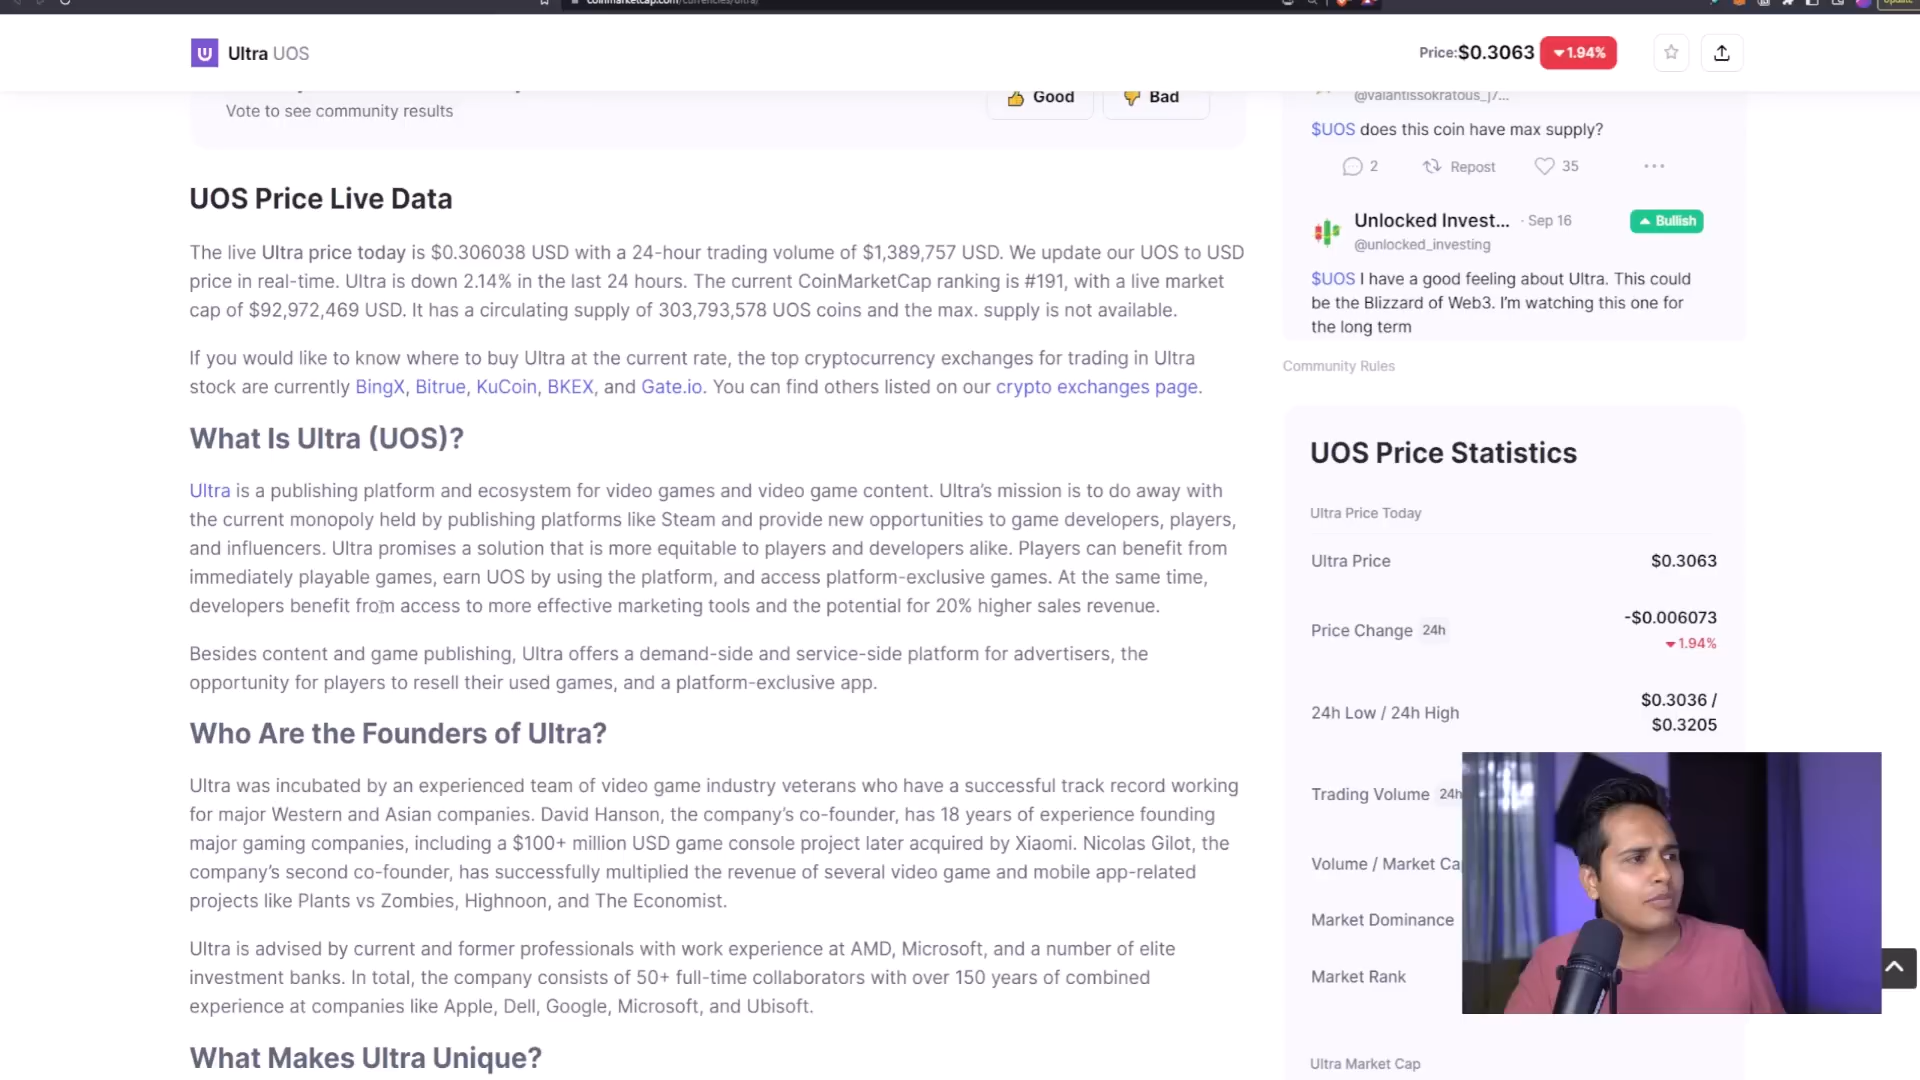 coinmarketcap.com/currencies/ultra/
Update
Ultra UOS
Price:$0.3063
1.94%
Vote to see community results
Good
Bad
UOS Price Live Data
The live Ultra price today is $0.306038 USD with a 24-hour trading volume of $1,389,757 USD. We update our UOS to USD
price in real-time. Ultra is down 2.14% in the last 24 hours. The current CoinMarketCap ranking is #191, with a live market
cap of $92,972,469 USD. It has a circulating supply of 303,793,578 UOS coins and the max. supply is not available.
If you would like to know where to buy Ultra at the current rate, the top cryptocurrency exchanges for trading in Ultra
stock are currently BingX, Bitrue, KuCoin, BKEX, and Gate.io. You can find others listed on our crypto exchanges page.
What Is Ultra (UOS)?
Ultra is a publishing platform and ecosystem for video games and video game content. Ultra’s mission is to do away with
the current monopoly held by publishing platforms like Steam and provide new opportunities to game developers, players,
and influencers. Ultra promises a solution that is more equitable to players and developers alike. Players can benefit from
immediately playable games, earn UOS by using the platform, and access platform-exclusive games. At the same time,
developers benefit from access to more effective marketing tools and the potential for 20% higher sales revenue.
Besides content and game publishing, Ultra offers a demand-side and service-side platform for advertisers, the
opportunity for players to resell their used games, and a platform-exclusive app.
Who Are the Founders of Ultra?
Ultra was incubated by an experienced team of video game industry veterans who have a successful track record working
for major Western and Asian companies. David Hanson, the company’s co-founder, has 18 years of experience founding
major gaming companies, including a $100+ million USD game console project later acquired by Xiaomi. Nicolas Gilot, the
company’s second co-founder, has successfully multiplied the revenue of several video game and mobile app-related
projects like Plants vs Zombies, Highnoon, and The Economist.
Ultra is advised by current and former professionals with work experience at AMD, Microsoft, and a number of elite
investment banks. In total, the company consists of 50+ full-time collaborators with over 150 years of combined
experience at companies like Apple, Dell, Google, Microsoft, and Ubisoft.
What Makes Ultra Unique?
@valantissokratous_j7...
$UOS does this coin have max supply?
2
Repost
35
Unlocked Invest... · Sep 16
Bullish
@unlocked_investing
$UOS I have a good feeling about Ultra. This could
be the Blizzard of Web3. I’m watching this one for
the long term
Community Rules
UOS Price Statistics
Ultra Price Today
Ultra Price
$0.3063
Price Change 24h
-$0.006073
1.94%
24h Low / 24h High
$0.3036 /
$0.3205
Trading Volume 24h
Volume / Market Ca
Market Dominance
Market Rank
Ultra Market Cap